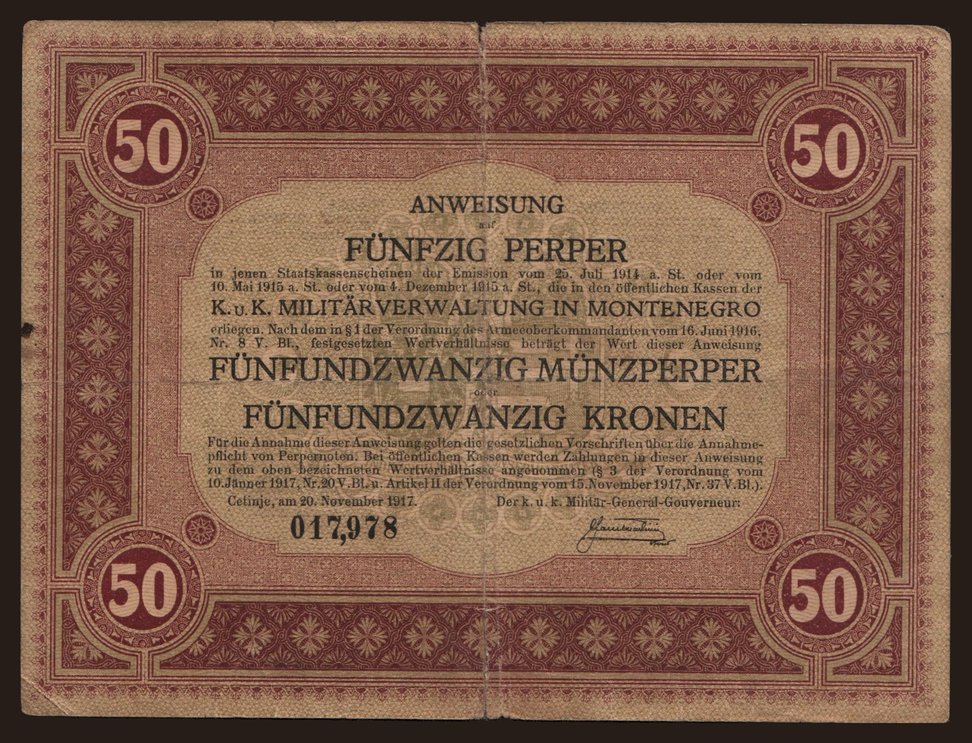 50 50
ANWEISUNG
auf
FÜNFZIG PERPER
in jenen Staatskassenscheinen der Emission vom 25. Juli 1914 a. St. oder vom
10. Mai 1915 a. St. oder vom 4. Dezember 1915 a. St., die in den öffentlichen Kassen der
K. u. K. MILITÄRVERWALTUNG IN MONTENEGRO
erliegen. Nach dem in § 1 der Verordnung des Armeeoberkommandanten vom 16. Juni 1916,
Nr. 8 V. Bl., festgesetzten Wertverhältnisse beträgt der Wert dieser Anweisung
FÜNFUNDZWANZIG MÜNZPERPER
oder
FÜNFUNDZWANZIG KRONEN
Für die Annahme dieser Anweisung gelten die gesetzlichen Vorschriften über die Annahme-
pflicht von Perpernoten. Bei öffentlichen Kassen werden Zahlungen in dieser Anweisung
zu dem oben bezeichneten Wertverhältnisse angenommen (§ 3 der Verordnung vom
10. Jänner 1917, Nr. 20 V. Bl. u. Artikel II der Verordnung vom 15. November 1917, Nr. 37 V. Bl.).
Cetinje, am 20. November 1917. Der k. u. k. Militär-General-Gouverneur:
017,978
50 50